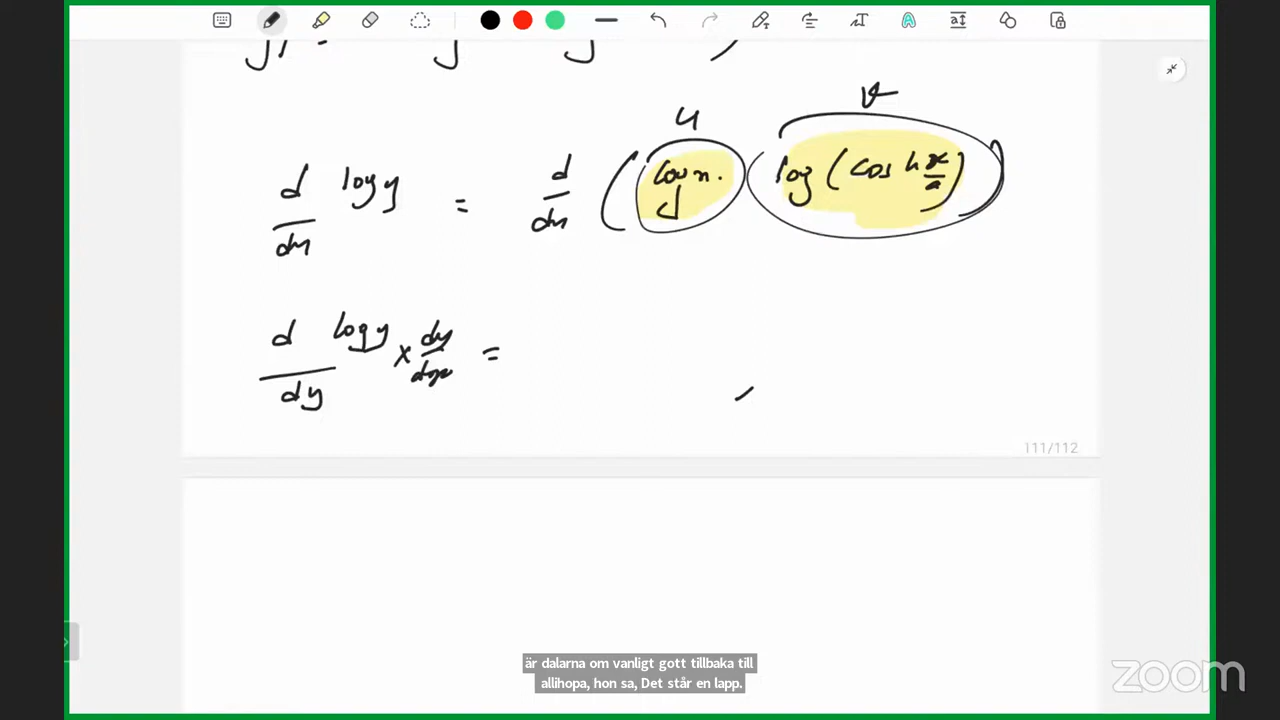 d/dx log y = d/dx (log x. log (cos h x/a))
u v
d/dy log y × dy/dx =
111/112
är dalarna om vanligt gott tillbaka till
allihopa, hon sa, Det står en lapp.
zoom